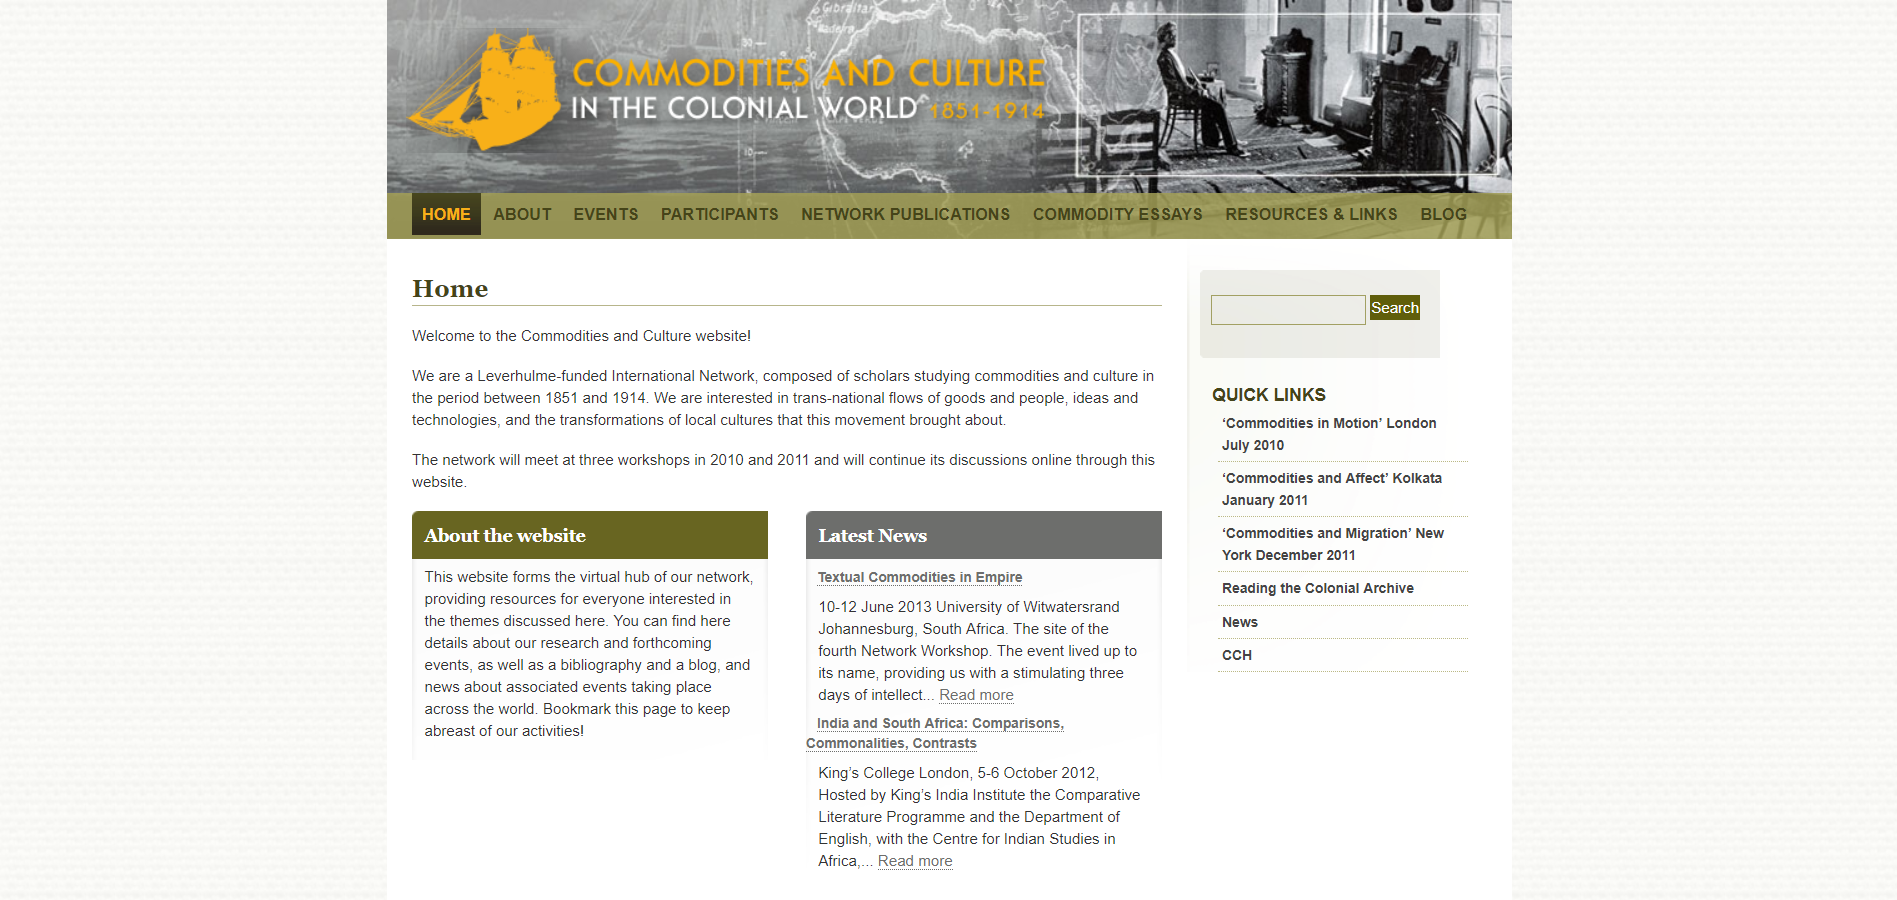 Gibraltar
ASIA
COMMODITIES AND CULTURE
IN THE COLONIAL WORLD 1851-1914
HOME ABOUT EVENTS PARTICIPANTS NETWORK PUBLICATIONS COMMODITY ESSAYS RESOURCES & LINKS BLOG
Home
Welcome to the Commodities and Culture website!
We are a Leverhulme-funded International Network, composed of scholars studying commodities and culture in
the period between 1851 and 1914. We are interested in trans-national flows of goods and people, ideas and
technologies, and the transformations of local cultures that this movement brought about.
The network will meet at three workshops in 2010 and 2011 and will continue its discussions online through this
website.
About the website
This website forms the virtual hub of our network,
providing resources for everyone interested in
the themes discussed here. You can find here
details about our research and forthcoming
events, as well as a bibliography and a blog, and
news about associated events taking place
across the world. Bookmark this page to keep
abreast of our activities!
Latest News
Textual Commodities in Empire
10-12 June 2013 University of Witwatersrand
Johannesburg, South Africa. The site of the
fourth Network Workshop. The event lived up to
its name, providing us with a stimulating three
days of intellect... Read more
India and South Africa: Comparisons,
Commonalities, Contrasts
King’s College London, 5-6 October 2012,
Hosted by King’s India Institute the Comparative
Literature Programme and the Department of
English, with the Centre for Indian Studies in
Africa,... Read more
Search
QUICK LINKS
‘Commodities in Motion’ London
July 2010
‘Commodities and Affect’ Kolkata
January 2011
‘Commodities and Migration’ New
York December 2011
Reading the Colonial Archive
News
CCH